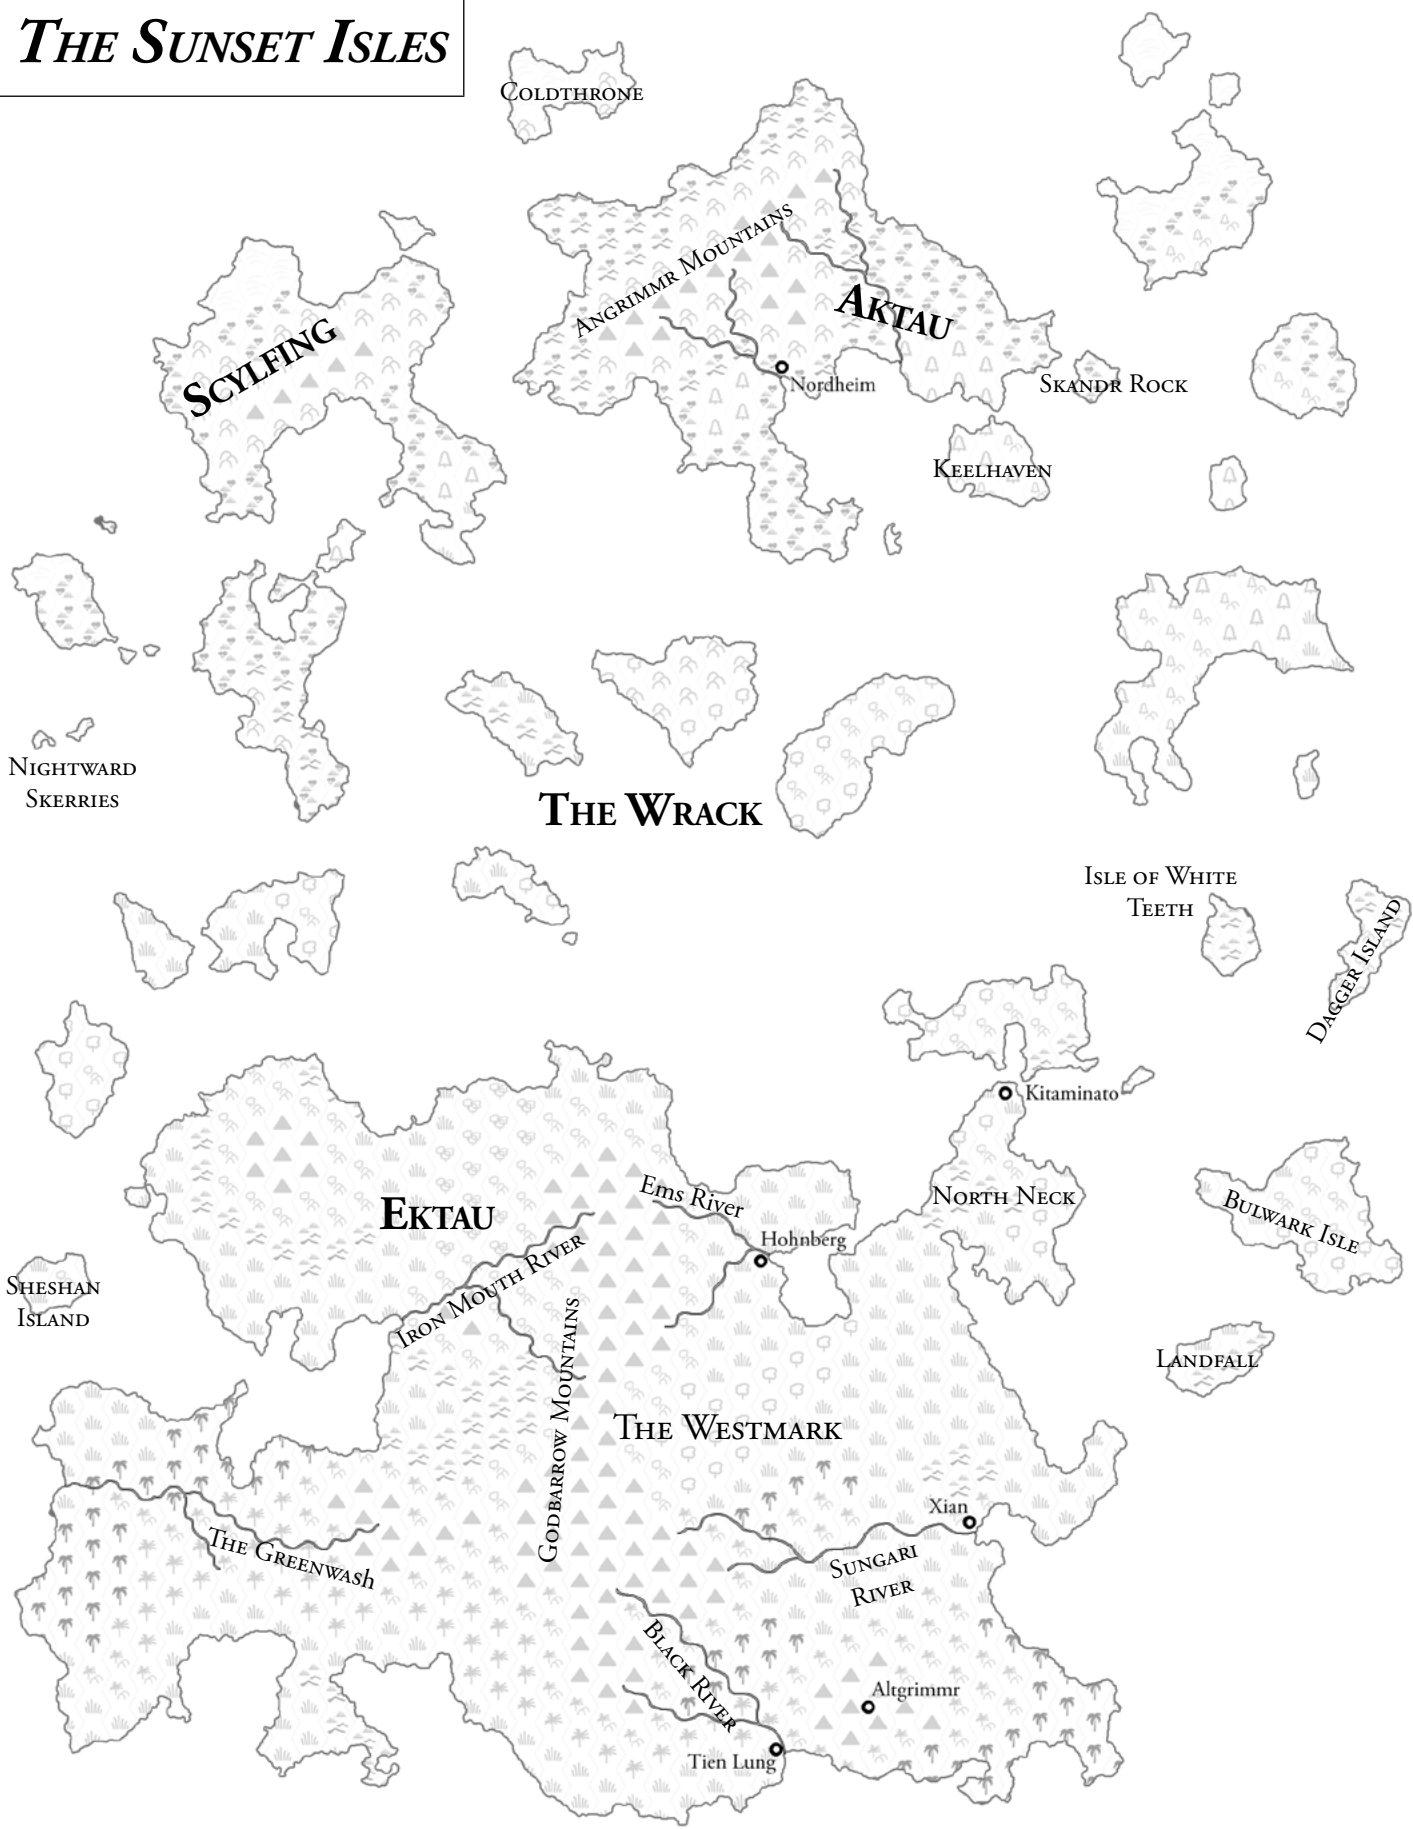 The Sunset Isles
Coldthrone
Angrimmr Mountains
Aktau
Scylfing
Nordheim
Skandr Rock
Keelhaven
Nightward
Skerries
The Wrack
Isle of White
Teeth
Dagger Island
Kitaminato
North Neck
Ems River
Bulwark Isle
Ektau
Hohnberg
Iron Mouth River
Sheshan
Island
Landfall
Godbarrow Mountains
The Westmark
Xian
The Greenwash
Sungari
River
Black River
Altgrimmr
Tien Lung